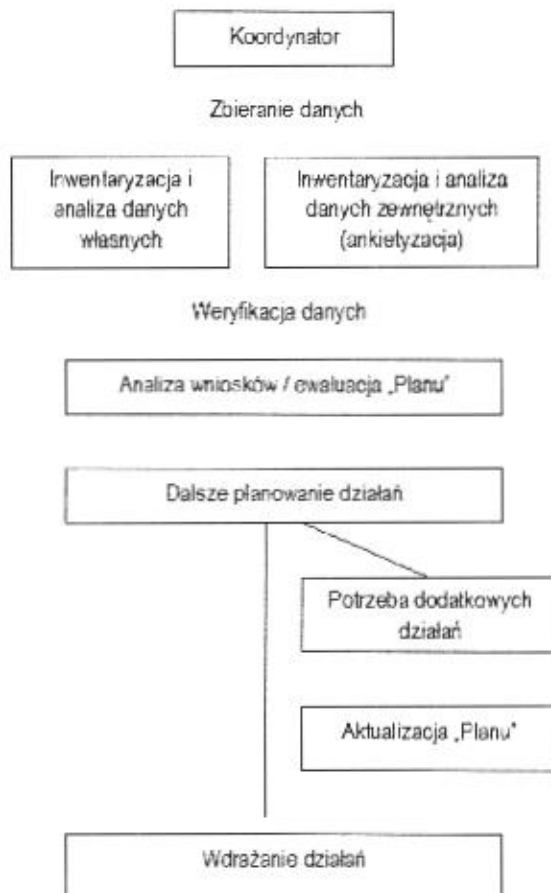 Koordynator
Zbieranie danych
Inwentaryzacja i
analiza danych
własnych
Inwentaryzacja i analiza
danych zewnętrznych
(ankietyzacja)
Weryfikacja danych
Analiza wniosków / ewaluacja „Planu”
Dalsze planowanie działań
Potrzeba dodatkowych
działań
Aktualizacja „Planu”
Wdrażanie działań